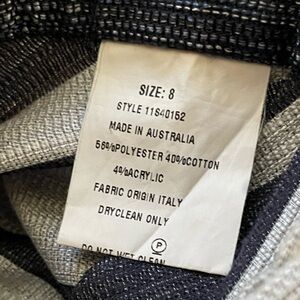 SIZE: 8
STYLE 11S40152
MADE IN AUSTRALIA
56%POLYESTER 40%COTTON
4%ACRYLIC
FABRIC ORIGIN ITALY
DRYCLEAN ONLY
P
DO NOT WET CLEAN